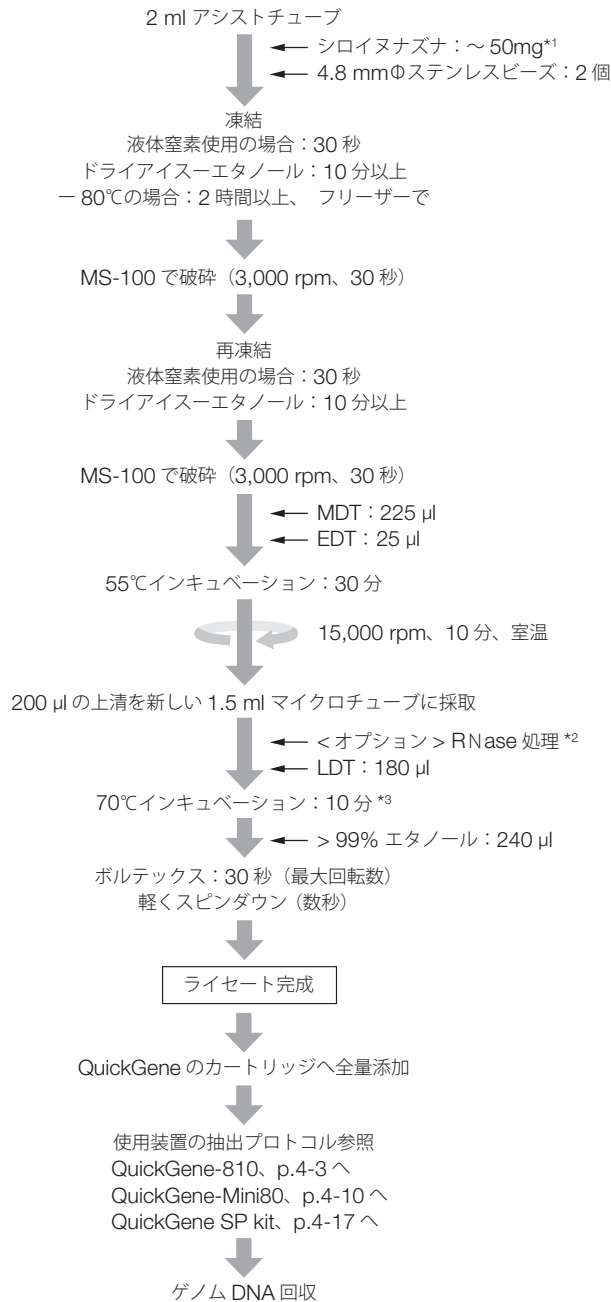 2 ml アシストチューブ
シロイヌナズナ：～ 50mg*1
4.8 mmΦステンレスビーズ：2 個
凍結
液体窒素使用の場合：30 秒
ドライアイスーエタノール：10 分以上
－ 80℃の場合：2 時間以上、 フリーザーで
MS-100 で破砕（3,000 rpm、30 秒）
再凍結
液体窒素使用の場合：30 秒
ドライアイスーエタノール：10 分以上
MS-100 で破砕（3,000 rpm、30 秒）
MDT：225 µl
EDT：25 µl
55℃インキュベーション：30 分
15,000 rpm、10 分、室温
200 µl の上清を新しい 1.5 ml マイクロチューブに採取
< オプション > RNase 処理 *2
LDT：180 µl
70℃インキュベーション：10 分 *3
> 99% エタノール：240 µl
ボルテックス：30 秒（最大回転数）
軽くスピンダウン（数秒）
ライセート完成
QuickGene のカートリッジへ全量添加
使用装置の抽出プロトコル参照
QuickGene-810、p.4-3 へ
QuickGene-Mini80、p.4-10 へ
QuickGene SP kit、p.4-17 へ
ゲノム DNA 回収